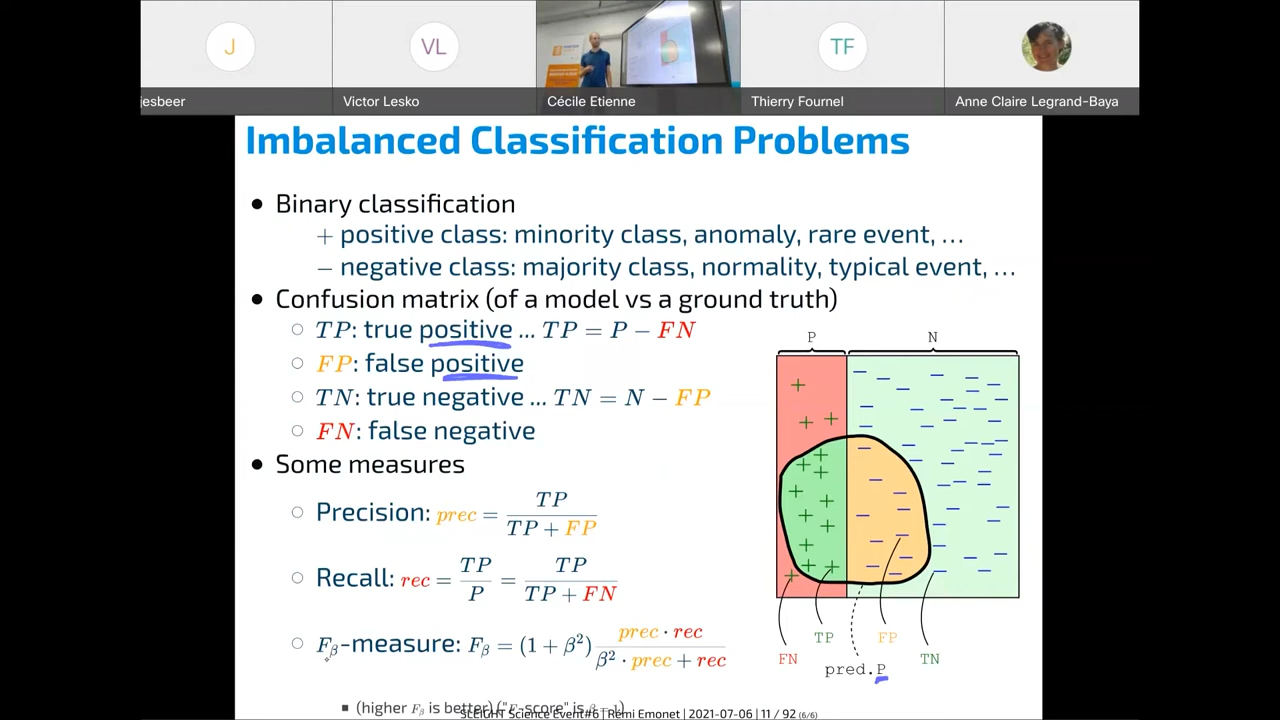 J
VL
TF
jesbeer
Victor Lesko
Cécile Etienne
Thierry Fournel
Anne Claire Legrand-Baya
Imbalanced Classification Problems
● Binary classification
+ positive class: minority class, anomaly, rare event, …
− negative class: majority class, normality, typical event, …
● Confusion matrix (of a model vs a ground truth)
○ TP: true positive ... TP = P − FN
○ FP: false positive
○ TN: true negative ... TN = N − FP
○ FN: false negative
● Some measures
○ Precision: prec = TP / (TP + FP)
○ Recall: rec = TP / P = TP / (TP + FN)
○ Fβ-measure: Fβ = (1 + β²) (prec · rec) / (β² · prec + rec)
■ (higher Fβ is better)
SLEIGHT Science Event#6 | Rémi Emonet | 2021-07-06 | 11 / 92 (6/6)
P
N
TP
FP
FN
TN
pred.P